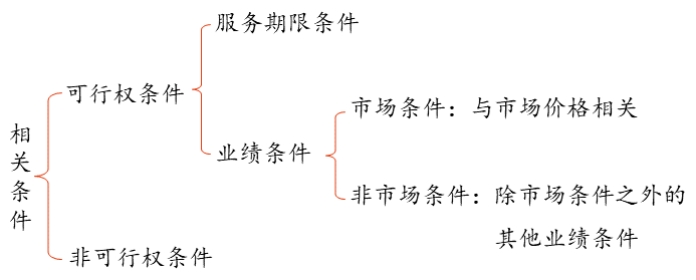 服务期限条件
可行权条件
市场条件：与市场价格相关
相关条件
业绩条件
非市场条件：除市场条件之外的
其他业绩条件
非可行权条件